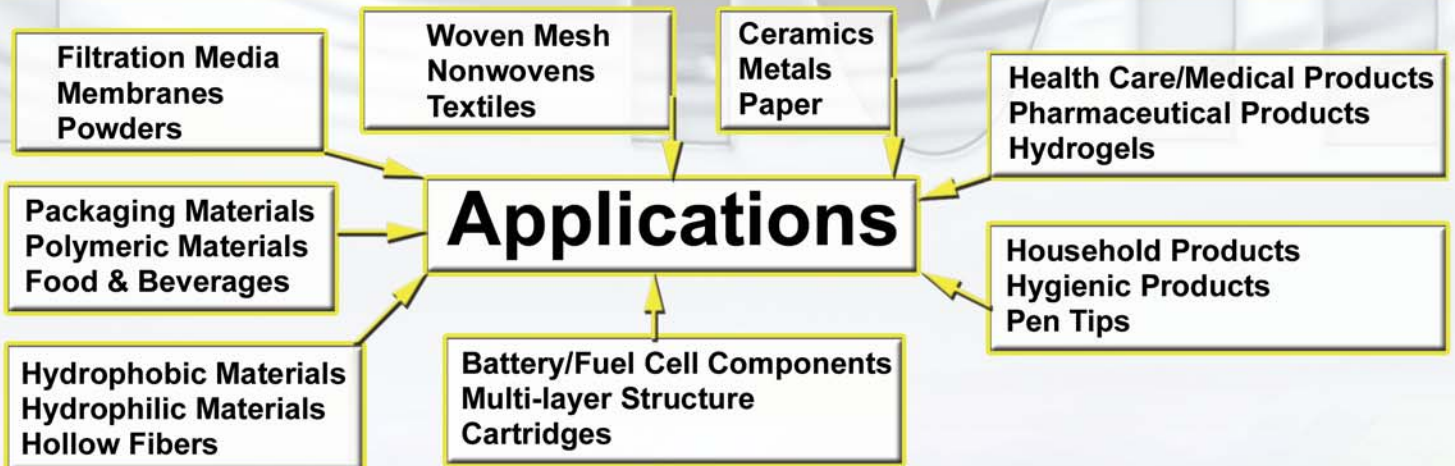 Filtration Media
Membranes
Powders
Woven Mesh
Nonwovens
Textiles
Ceramics
Metals
Paper
Health Care/Medical Products
Pharmaceutical Products
Hydrogels
Packaging Materials
Polymeric Materials
Food & Beverages
Applications
Household Products
Hygienic Products
Pen Tips
Hydrophobic Materials
Hydrophilic Materials
Hollow Fibers
Battery/Fuel Cell Components
Multi-layer Structure
Cartridges